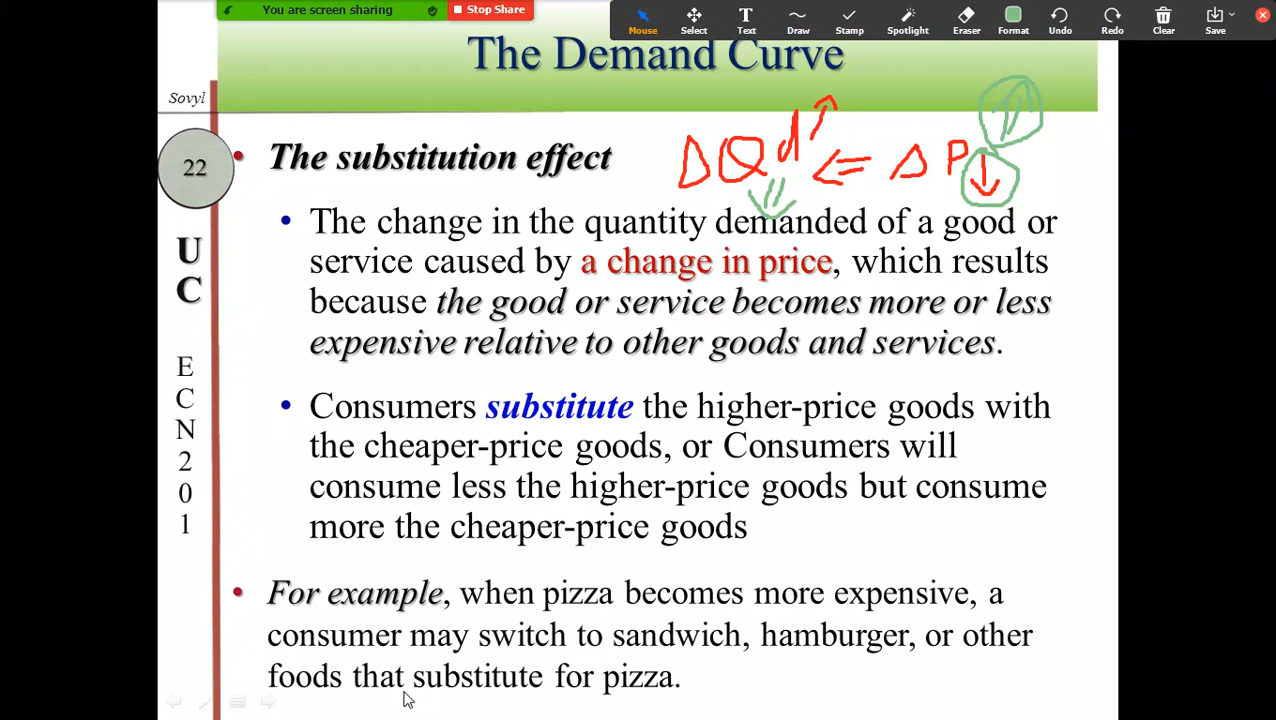 You are screen sharing
Stop Share
Mouse Select Text Draw Stamp Spotlight Eraser Format Undo Redo Clear Save
The Demand Curve
Sovyl
22
U
C
E
C
N
2
0
1
• The substitution effect
ΔQd↑ <= ΔP↓
• The change in the quantity demanded of a good or
service caused by a change in price, which results
because the good or service becomes more or less
expensive relative to other goods and services.
• Consumers substitute the higher-price goods with
the cheaper-price goods, or Consumers will
consume less the higher-price goods but consume
more the cheaper-price goods
• For example, when pizza becomes more expensive, a
consumer may switch to sandwich, hamburger, or other
foods that substitute for pizza.